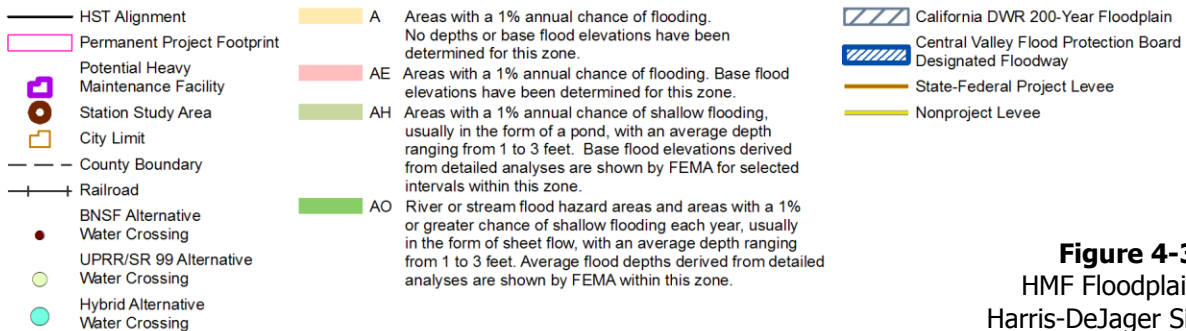 HST Alignment
Permanent Project Footprint
Potential Heavy
Maintenance Facility
Station Study Area
City Limit
County Boundary
Railroad
BNSF Alternative
Water Crossing
UPRR/SR 99 Alternative
Water Crossing
Hybrid Alternative
Water Crossing
A Areas with a 1% annual chance of flooding.
No depths or base flood elevations have been
determined for this zone.
AE Areas with a 1% annual chance of flooding. Base flood
elevations have been determined for this zone.
AH Areas with a 1% annual chance of shallow flooding,
usually in the form of a pond, with an average depth
ranging from 1 to 3 feet. Base flood elevations derived
from detailed analyses are shown by FEMA for selected
intervals within this zone.
AO River or stream flood hazard areas and areas with a 1%
or greater chance of shallow flooding each year, usually
in the form of sheet flow, with an average depth ranging
from 1 to 3 feet. Average flood depths derived from detailed
analyses are shown by FEMA within this zone.
California DWR 200-Year Floodplain
Central Valley Flood Protection Board
Designated Floodway
State-Federal Project Levee
Nonproject Levee
Figure 4-3
HMF Floodplai
Harris-DeJager Si